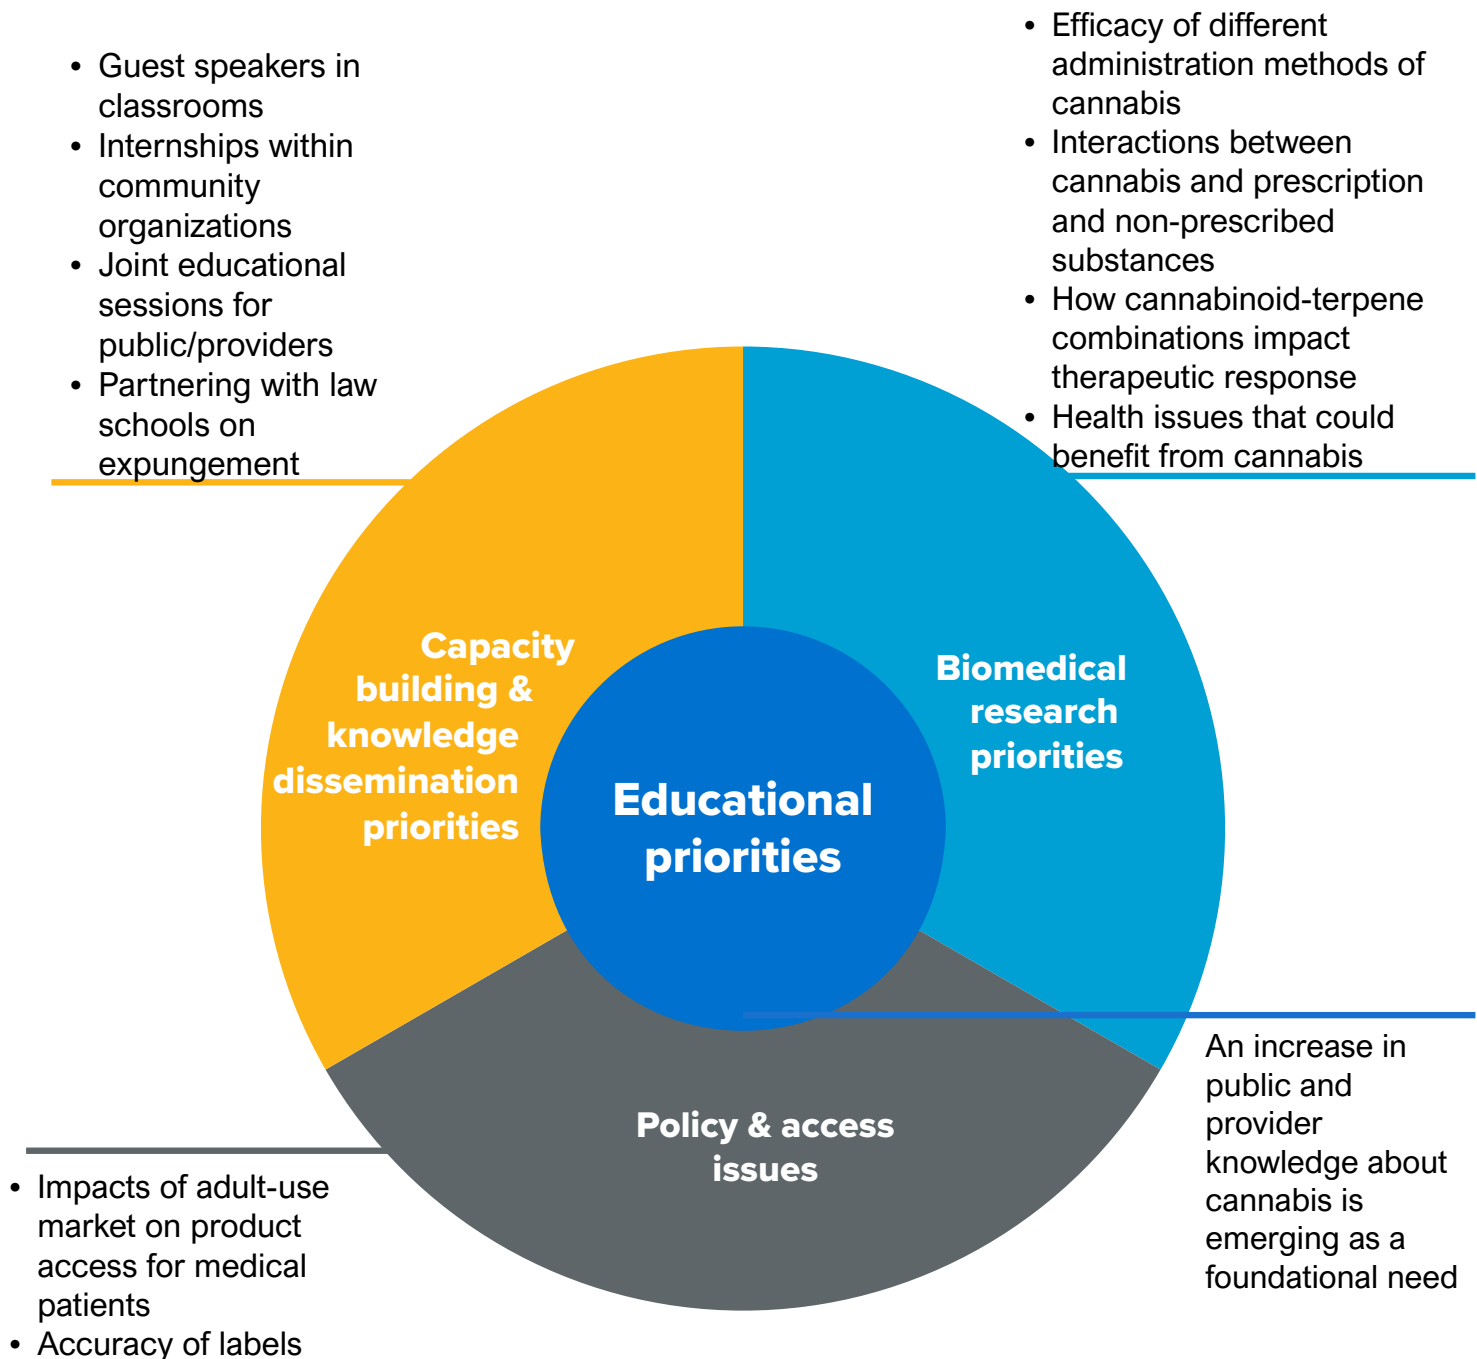 • Guest speakers in
classrooms
• Internships within
community
organizations
• Joint educational
sessions for
public/providers
• Partnering with law
schools on
expungement
• Efficacy of different
administration methods of
cannabis
• Interactions between
cannabis and prescription
and non-prescribed
substances
• How cannabinoid-terpene
combinations impact
therapeutic response
• Health issues that could
benefit from cannabis
Capacity
building &
knowledge
dissemination
priorities
Biomedical
research
priorities
Educational
priorities
Policy & access
issues
An increase in
public and
provider
knowledge about
cannabis is
emerging as a
foundational need
• Impacts of adult-use
market on product
access for medical
patients
• Accuracy of labels